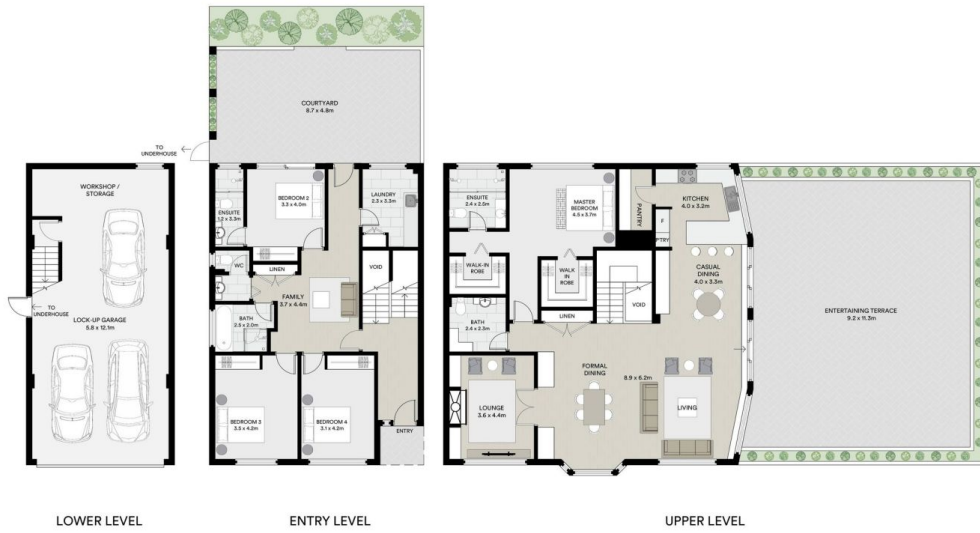 COURTYARD
8.7 x 4.8m
TO
UNDERHOUSE
WORKSHOP /
STORAGE
TO
UNDERHOUSE
LOCK-UP GARAGE
5.8 x 12.1m
ENSUITE
1.2 x 3.3m
BEDROOM 2
3.3 x 4.0m
LAUNDRY
2.3 x 3.3m
WC
LINEN
VOID
FAMILY
3.7 x 4.4m
BATH
2.5 x 2.0m
BEDROOM 3
3.5 x 4.2m
BEDROOM 4
3.1 x 4.2m
ENTRY
ENSUITE
2.4 x 2.5m
MASTER
BEDROOM
4.5 x 3.7m
PANTRY
KITCHEN
4.0 x 3.2m
F
PTRY
WALK-IN
ROBE
WALK
IN
ROBE
CASUAL
DINING
4.0 x 3.3m
VOID
LINEN
BATH
2.4 x 2.3m
ENTERTAINING TERRACE
9.2 x 11.3m
FORMAL
DINING
8.9 x 6.2m
LOUNGE
3.6 x 4.4m
LIVING
LOWER LEVEL
ENTRY LEVEL
UPPER LEVEL